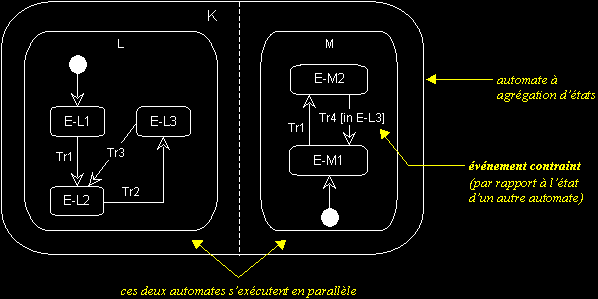 K
L
M
E-M2
E-L1
E-L3
Tr1
Tr3
Tr1
Tr4 [in E-L3]
E-M1
E-L2
Tr2
automate à
agrégation d'états
événement contraint
(par rapport à l'état
d'un autre automate)
ces deux automates s'exécutent en parallèle